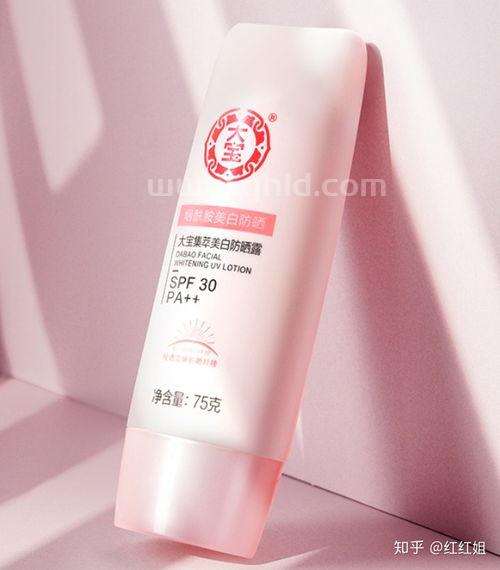 大宝
®
烟酰胺美白防晒
大宝集萃美白防晒露
DABAO FACIAL
WHITENING UV LOTION
SPF 30
PA++
净含量：75克
知乎 @红红姐